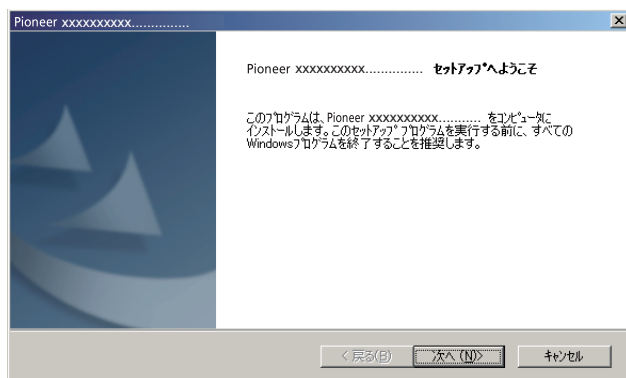 Pioneer xxxxxxxxxx...............
Pioneer xxxxxxxxxx............... ｾｯﾄｱｯﾌﾟへようこそ
このﾌﾟﾛｸﾞﾗﾑは、Pioneer xxxxxxxxxx........... をｺﾝﾋﾟｭｰﾀに
ｲﾝｽﾄｰﾙします。このｾｯﾄｱｯﾌﾟ ﾌﾟﾛｸﾞﾗﾑを実行する前に、すべての
Windowsﾌﾟﾛｸﾞﾗﾑを終了することを推奨します。
< 戻る(B) 次へ (N)> ｷｬﾝｾﾙ